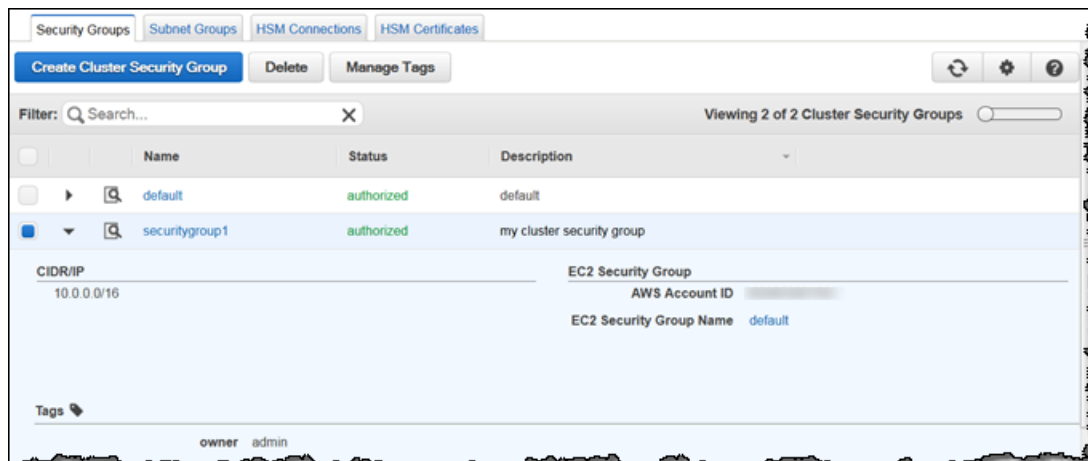 Security Groups Subnet Groups HSM Connections HSM Certificates
Create Cluster Security Group Delete Manage Tags
Filter: Search... Viewing 2 of 2 Cluster Security Groups
Name Status Description
default authorized default
securitygroup1 authorized my cluster security group
CIDR/IP EC2 Security Group
10.0.0.0/16 AWS Account ID
EC2 Security Group Name default
Tags
owner admin